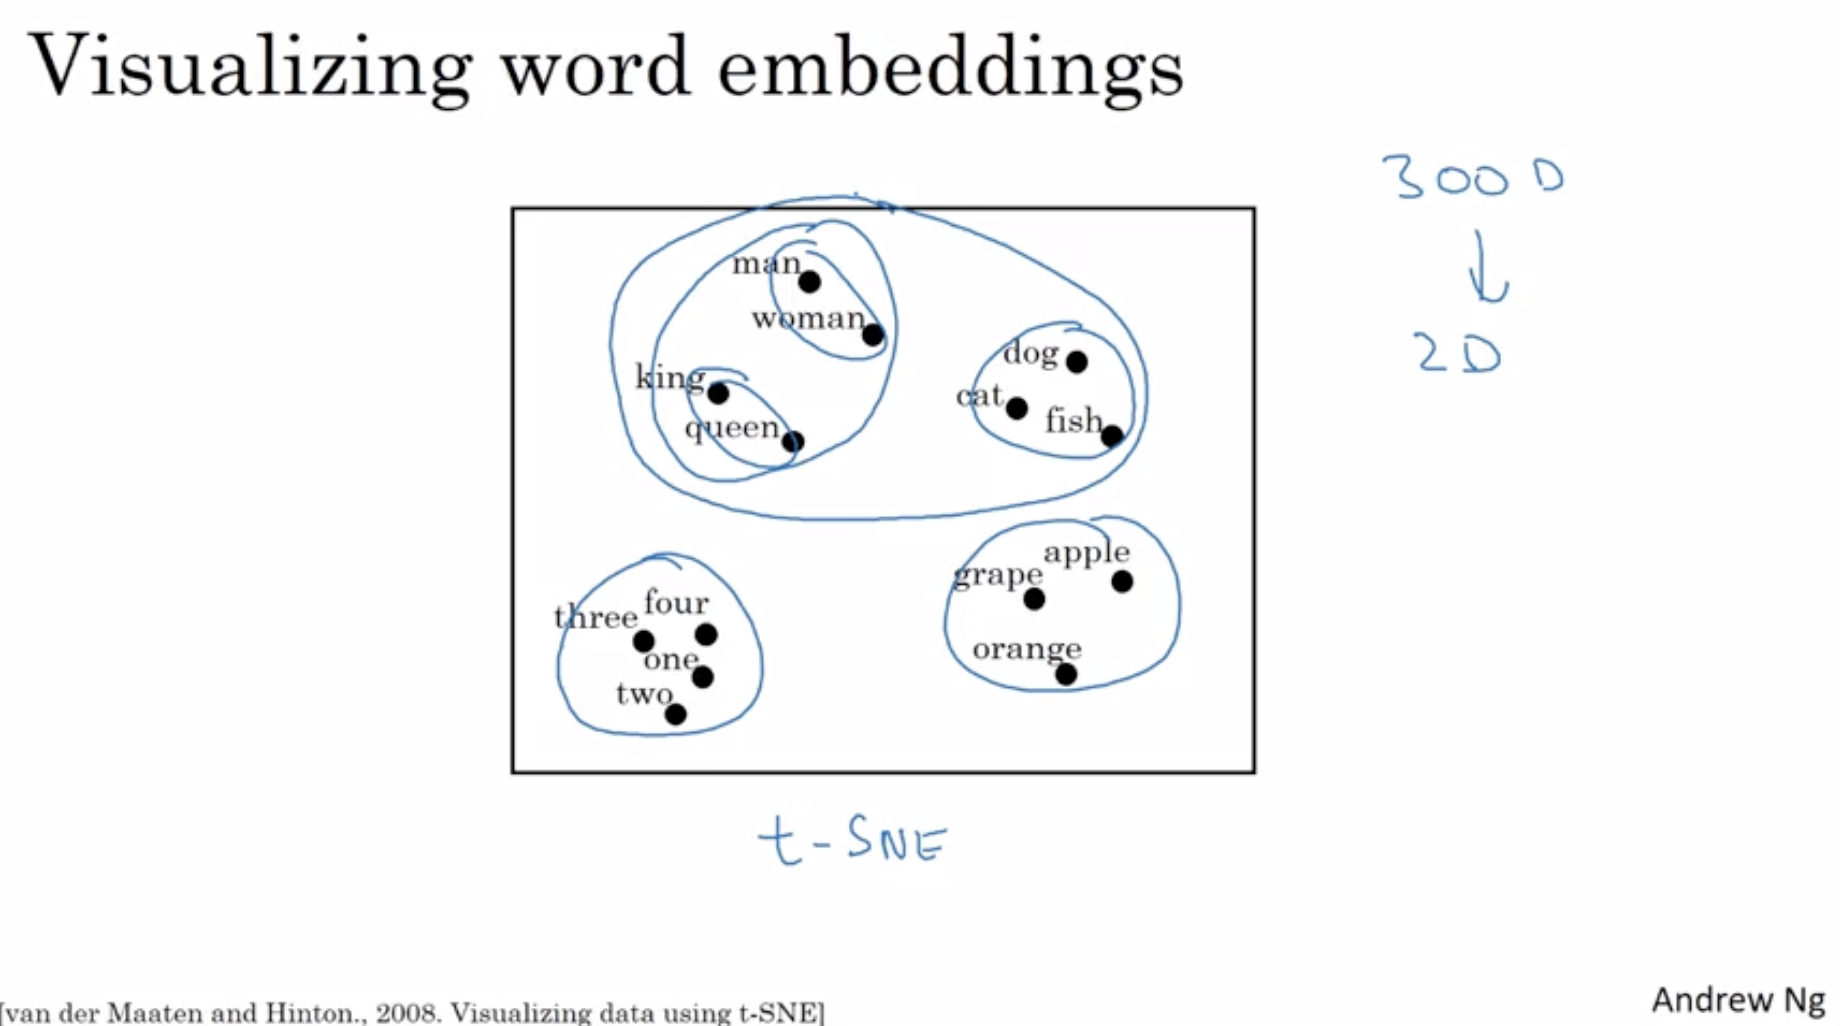 Visualizing word embeddings
300D
↓
2D
man
woman
king
queen
dog
cat
fish
three
four
one
two
apple
grape
orange
t-SNE
[van der Maaten and Hinton., 2008. Visualizing data using t-SNE]
Andrew Ng